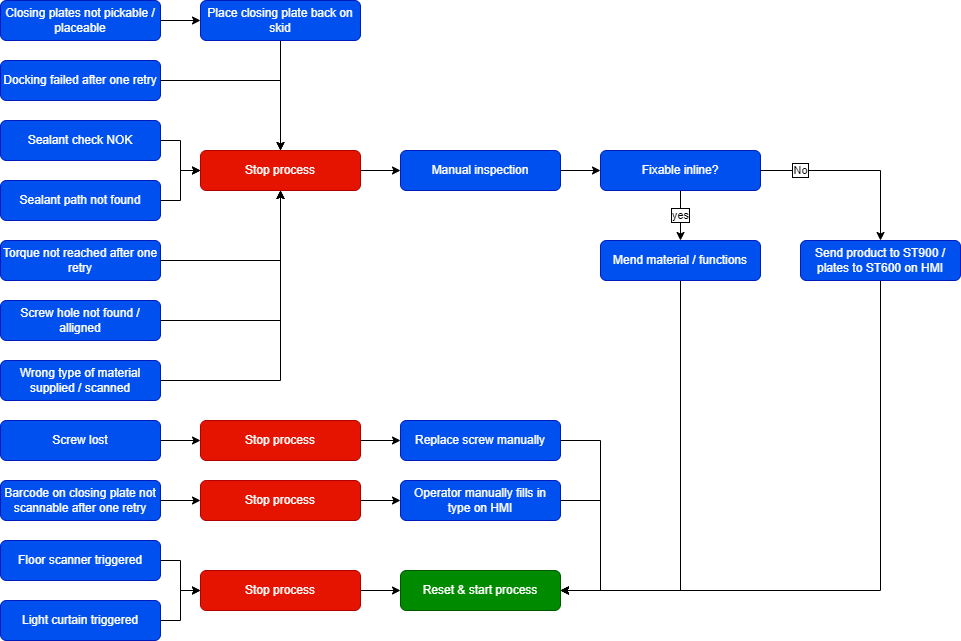 Closing plates not pickable /
placeable
Place closing plate back on
skid
Docking failed after one retry
Sealant check NOK
Sealant path not found
Stop process
Manual inspection
Fixable inline?
No
yes
Torque not reached after one
retry
Mend material / functions
Send product to ST900 /
plates to ST600 on HMI
Screw hole not found /
alligned
Wrong type of material
supplied / scanned
Screw lost
Stop process
Replace screw manually
Barcode on closing plate not
scannable after one retry
Stop process
Operator manually fills in
type on HMI
Floor scanner triggered
Light curtain triggered
Stop process
Reset & start process